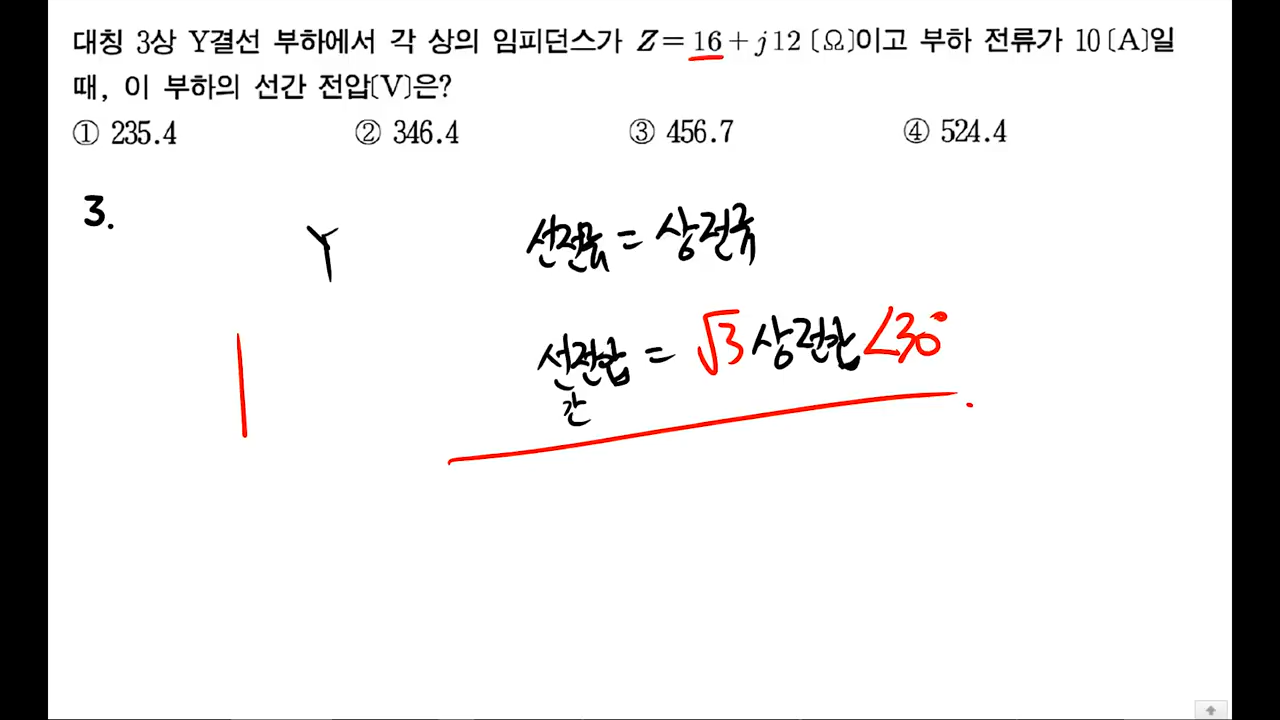 대칭 3상 Y결선 부하에서 각 상의 임피던스가 Z = 16 + j12 [Ω]이고 부하 전류가 10 [A]일
때, 이 부하의 선간 전압[V]은?
① 235.4 ② 346.4 ③ 456.7 ④ 524.4
3.
Y 선전류 = 상전류
선전압 = √3 상전압 ∠30°
간